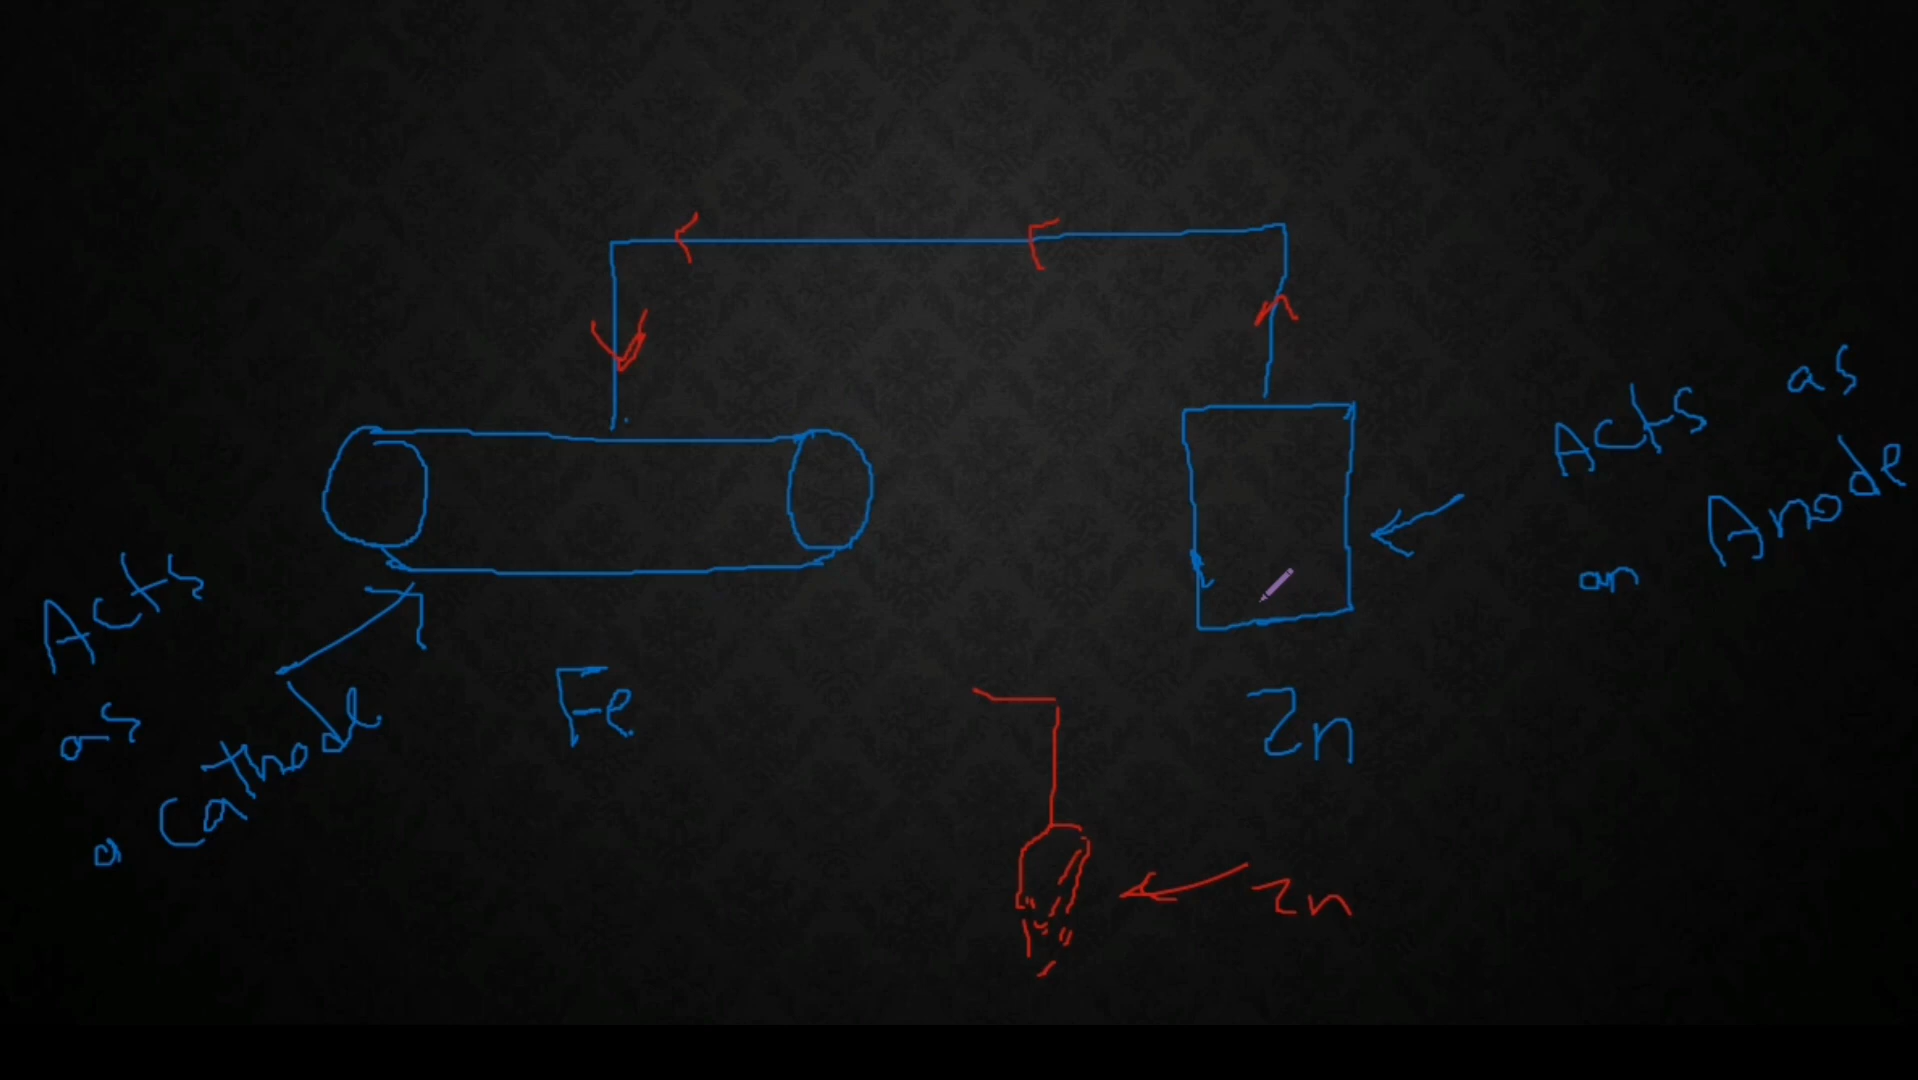 Acts
as
a Cathode
Fe
Zn
Acts as
an Anode
Zn